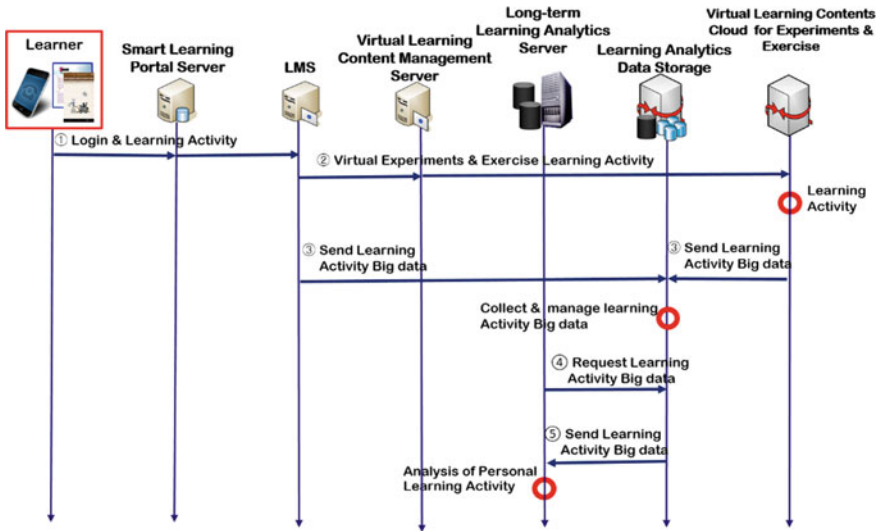 Learner
Smart Learning
Portal Server
LMS
Virtual Learning
Content Management
Server
Long-term
Learning Analytics
Server
Learning Analytics
Data Storage
Virtual Learning Contents
Cloud for Experiments &
Exercise
① Login & Learning Activity
② Virtual Experiments & Exercise Learning Activity
Learning
Activity
③ Send Learning
Activity Big data
③ Send Learning
Activity Big data
Collect & manage learning
Activity Big data
④ Request Learning
Activity Big data
⑤ Send Learning
Activity Big data
Analysis of Personal
Learning Activity